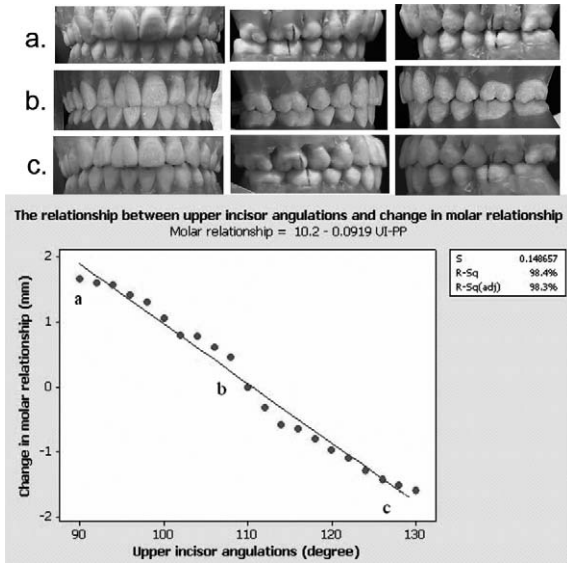 a.
b.
c.
The relationship between upper incisor angulations and change in molar relationship
Molar relationship = 10.2 - 0.0919 UI-PP
S 0.148657
R-Sq 98.4%
R-Sq(adj) 98.3%
Change in molar relationship (mm)
2
1
0
-1
-2
a
b
c
90 100 110 120 130
Upper incisor angulations (degree)